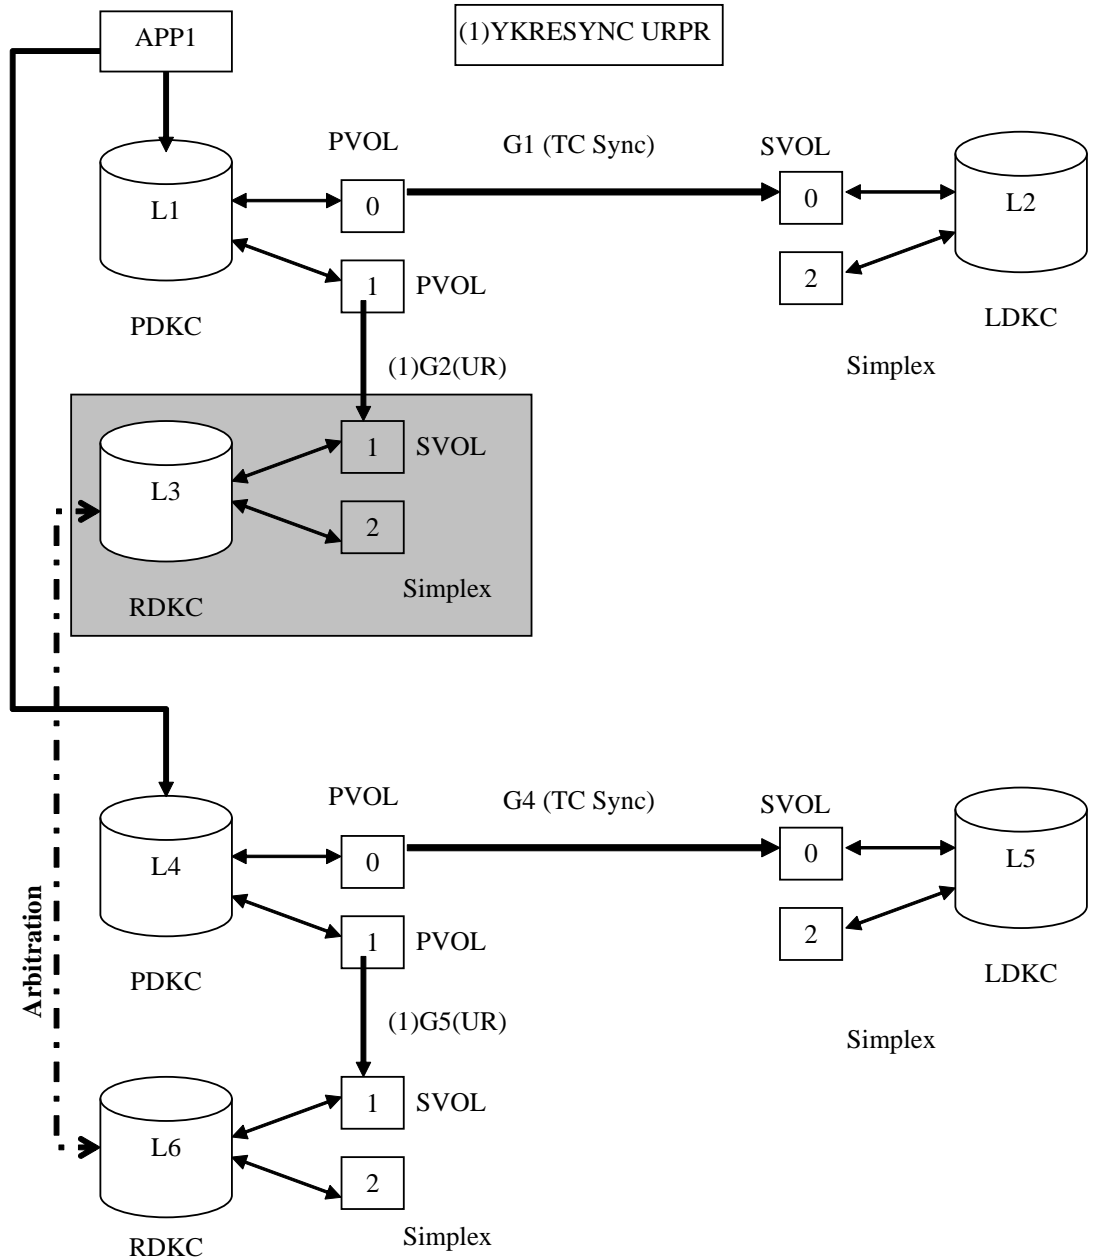 APP1
(1)YKRESYNC URPR
PVOL
G1 (TC Sync)
SVOL
L1
0
0
L2
1
PVOL
2
PDKC
LDKC
(1)G2(UR)
Simplex
L3
1
SVOL
2
Simplex
RDKC
PVOL
G4 (TC Sync)
SVOL
L4
0
0
L5
1
PVOL
2
PDKC
LDKC
Arbitration
(1)G5(UR)
Simplex
L6
1
SVOL
2
Simplex
RDKC